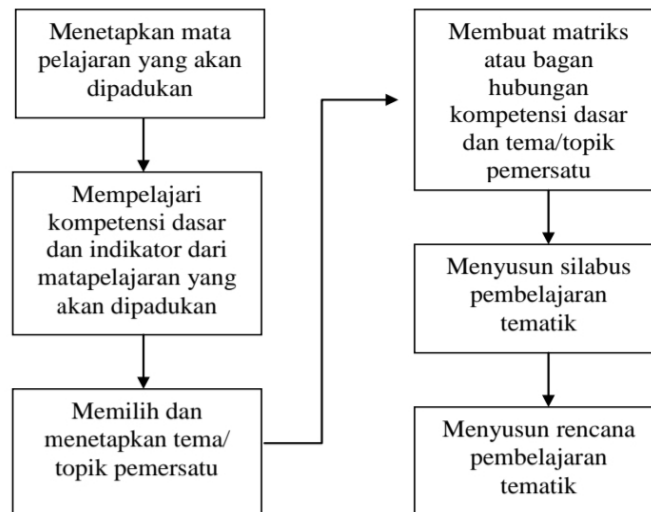 Menetapkan mata
pelajaran yang akan
dipadukan
Mempelajari
kompetensi dasar
dan indikator dari
matapelajaran yang
akan dipadukan
Memilih dan
menetapkan tema/
topik pemersatu
Membuat matriks
atau bagan
hubungan
kompetensi dasar
dan tema/topik
pemersatu
Menyusun silabus
pembelajaran
tematik
Menyusun rencana
pembelajaran
tematik